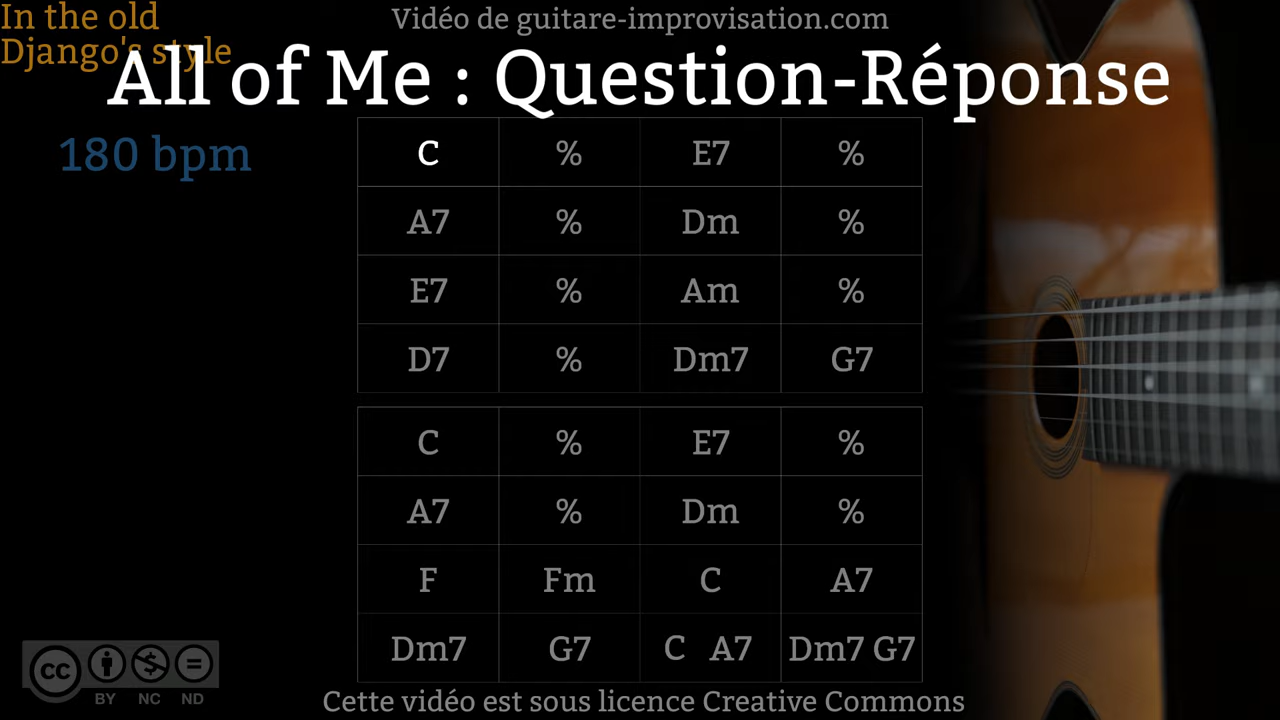 In the old
Django's style
Vidéo de guitare-improvisation.com
All of Me : Question-Réponse
180 bpm
C % E7 %
A7 % Dm %
E7 % Am %
D7 % Dm7 G7
C % E7 %
A7 % Dm %
F Fm C A7
Dm7 G7 C A7 Dm7 G7
cc
BY NC ND
Cette vidéo est sous licence Creative Commons